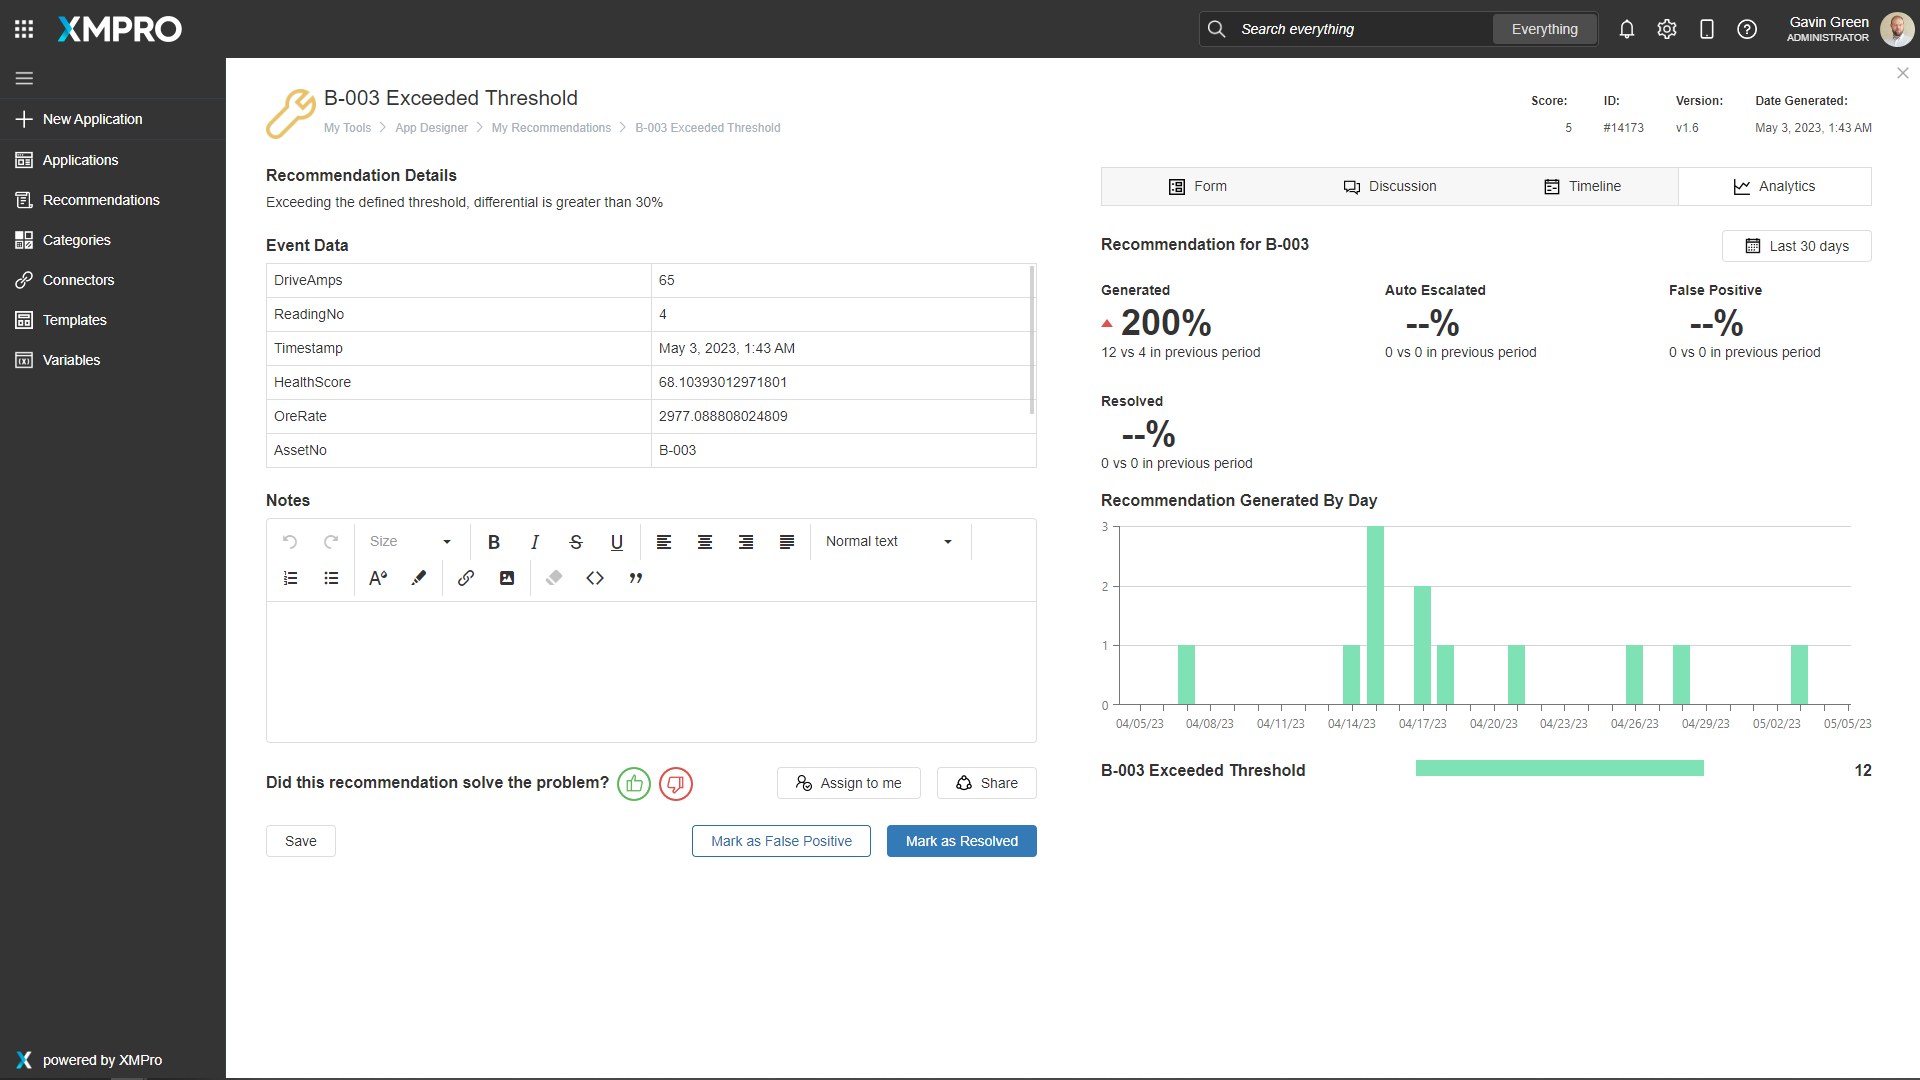 XMPRO
Search everything
Everything
Gavin Green
ADMINISTRATOR
New Application
Applications
Recommendations
Categories
Connectors
Templates
Variables
powered by XMPro
B-003 Exceeded Threshold
My Tools
App Designer
My Recommendations
B-003 Exceeded Threshold
Score:
5
ID:
#14173
Version:
v1.6
Date Generated:
May 3, 2023, 1:43 AM
Recommendation Details
Exceeding the defined threshold, differential is greater than 30%
Event Data
DriveAmps 65
ReadingNo 4
Timestamp May 3, 2023, 1:43 AM
HealthScore 68.10393012971801
OreRate 2977.088808024809
AssetNo B-003
Notes
Size
B I S U
Normal text
Did this recommendation solve the problem?
Assign to me
Share
Save
Mark as False Positive
Mark as Resolved
Form
Discussion
Timeline
Analytics
Recommendation for B-003
Last 30 days
Generated
200%
12 vs 4 in previous period
Auto Escalated
--%
0 vs 0 in previous period
False Positive
--%
0 vs 0 in previous period
Resolved
--%
0 vs 0 in previous period
Recommendation Generated By Day
3
2
1
0
04/05/23 04/08/23 04/11/23 04/14/23 04/17/23 04/20/23 04/23/23 04/26/23 04/29/23 05/02/23 05/05/23
B-003 Exceeded Threshold 12